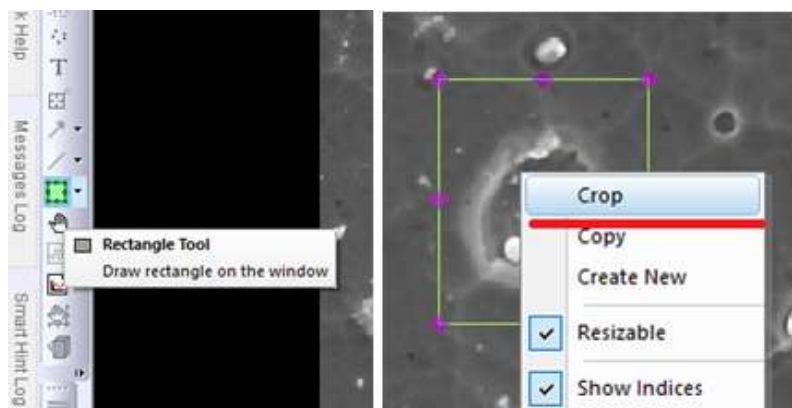 k Help
T
Messages Log
Rectangle Tool
Draw rectangle on the window
Smart Hint Log
Crop
Copy
Create New
Resizable
Show Indices